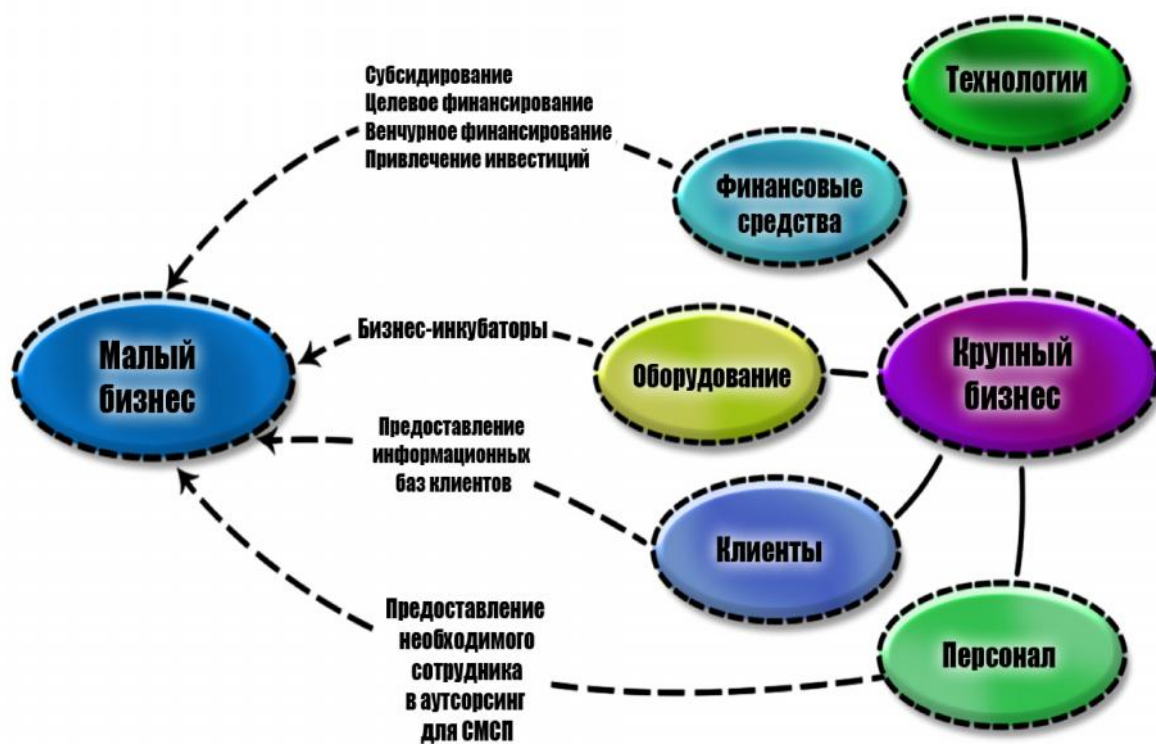 Субсидирование
Целевое финансирование
Венчурное финансирование
Привлечение инвестиций
Технологии
Финансовые
средства
Малый
бизнес
Бизнес-инкубаторы
Оборудование
Крупный
бизнес
Предоставление
информационных
баз клиентов
Клиенты
Предоставление
необходимого
сотрудника
в аутсорсинг
для СМСП
Персонал